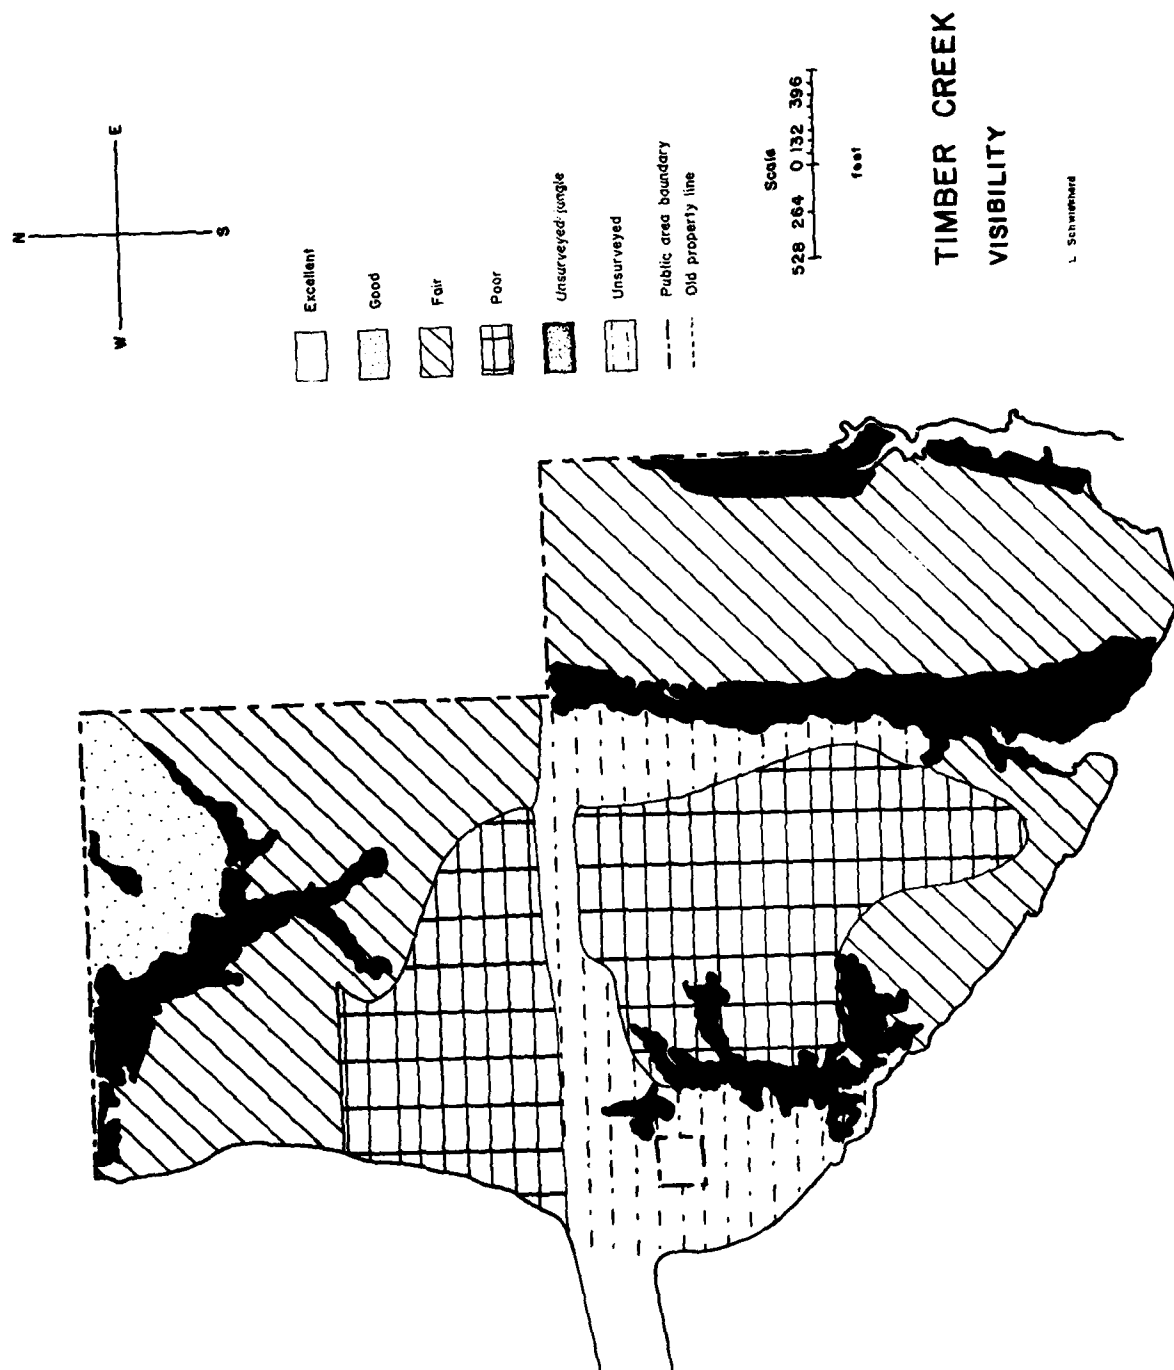 N
W E
S
Excellent
Good
Fair
Poor
Unsurveyed-jungle
Unsurveyed
Public area boundary
Old property line
Scale
528 264 0 132 396
feet
TIMBER CREEK
VISIBILITY